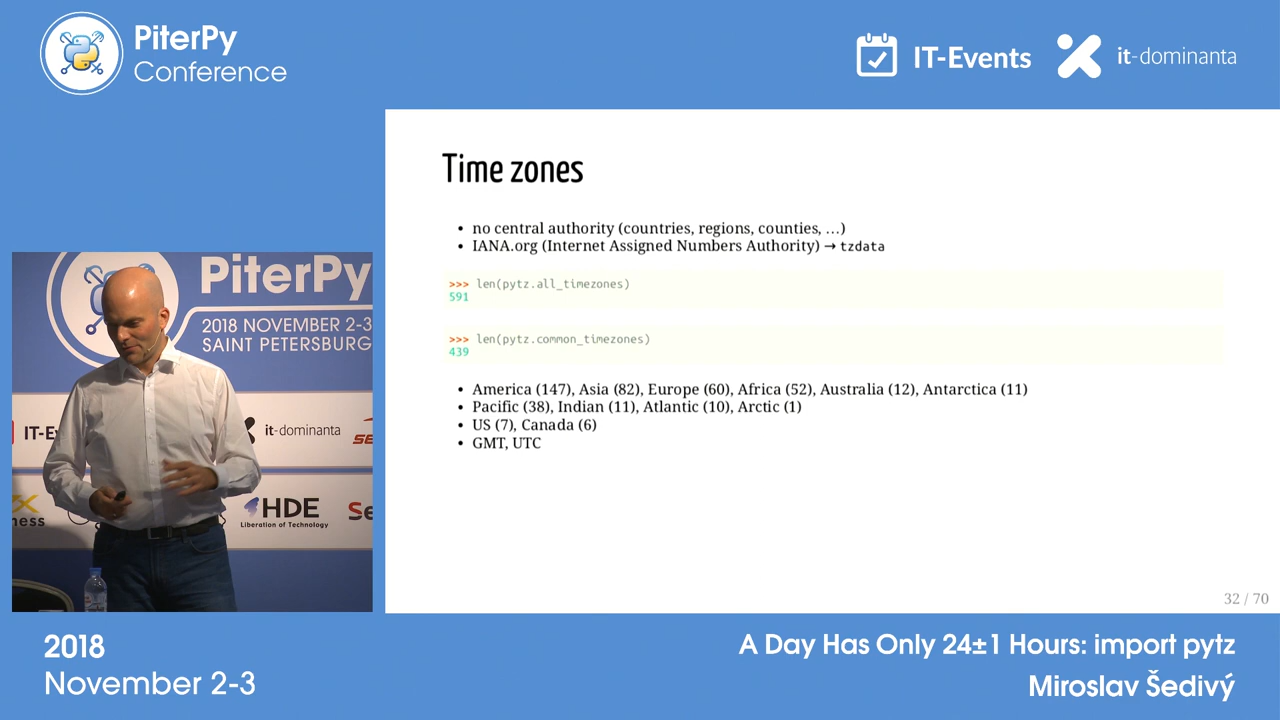 PiterPy
Conference
IT-Events
it-dominanta
Time zones
• no central authority (countries, regions, counties, …)
• IANA.org (Internet Assigned Numbers Authority) → tzdata
>>> len(pytz.all_timezones)
591
>>> len(pytz.common_timezones)
439
• America (147), Asia (82), Europe (60), Africa (52), Australia (12), Antarctica (11)
• Pacific (38), Indian (11), Atlantic (10), Arctic (1)
• US (7), Canada (6)
• GMT, UTC
32 / 70
PiterPy
2018 NOVEMBER 2-3
SAINT PETERSBURG
IT-Ev
it-dominanta
HDE
Liberation of Technology
2018
November 2-3
A Day Has Only 24±1 Hours: import pytz
Miroslav Šedivý